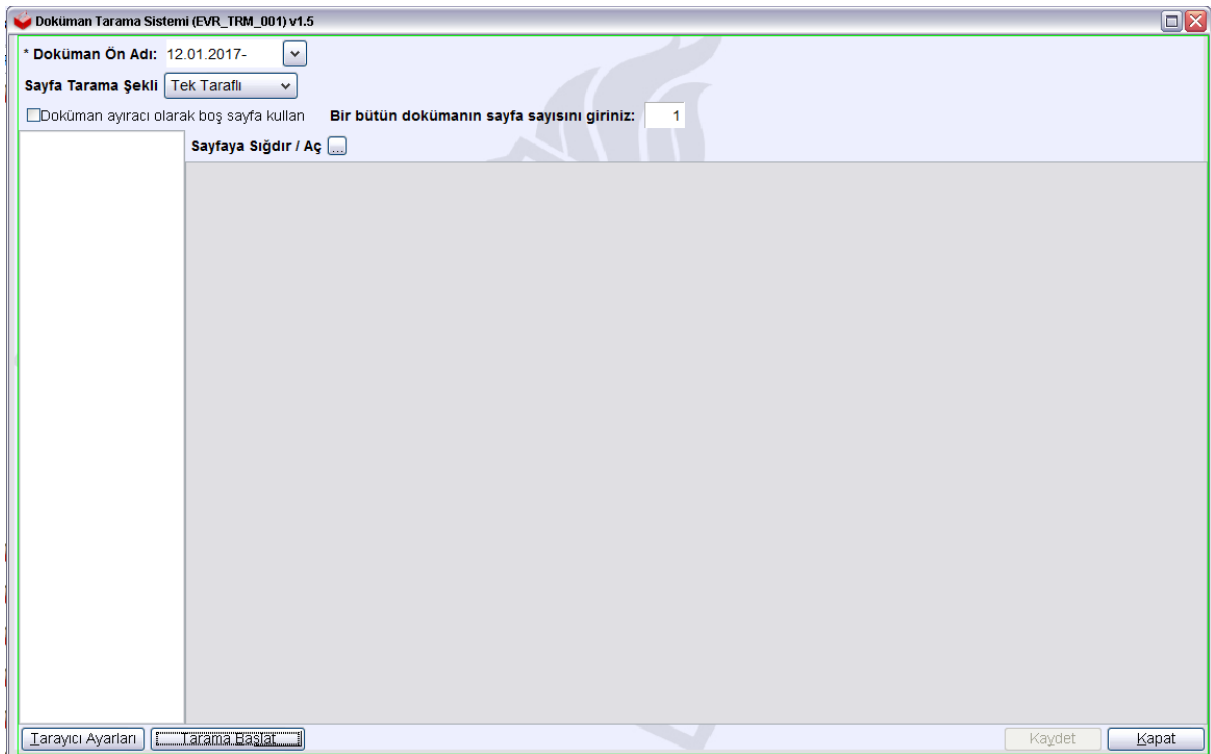 Doküman Tarama Sistemi (EVR_TRM_001) v1.5
* Doküman Ön Adı: 12.01.2017-
Sayfa Tarama Şekli Tek Taraflı
Doküman ayıracı olarak boş sayfa kullan Bir bütün dokümanın sayfa sayısını giriniz: 1
Sayfaya Sığdır / Aç ...
Tarayıcı Ayarları Tarama Başlat Kaydet Kapat